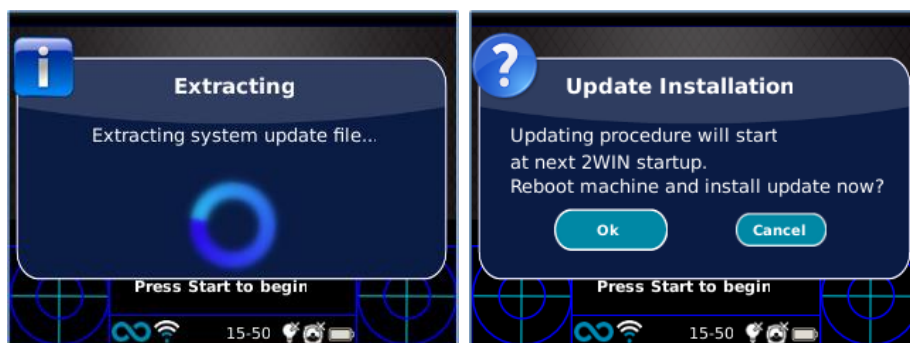 Extracting
Extracting system update file...
Press Start to begin
15-50
Update Installation
Updating procedure will start
at next 2WIN startup.
Reboot machine and install update now?
Ok
Cancel
Press Start to begin
15-50